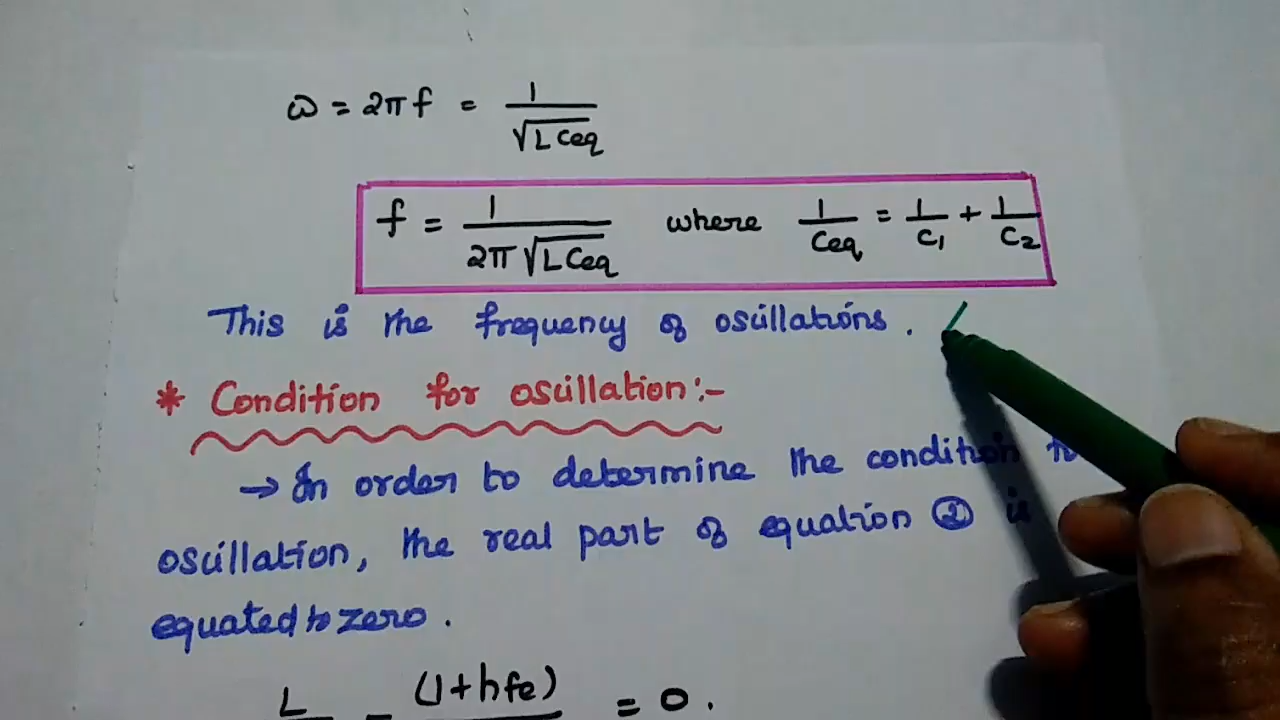 ω = 2πf = 1/√LCeq
f = 1/2π√LCeq where 1/Ceq = 1/C₁ + 1/C₂
This is the frequency of oscillations.
* Condition for oscillation:-
→ In order to determine the condition
oscillation, the real part of equation ② is
equated to zero.
L (1+hfe) = 0.